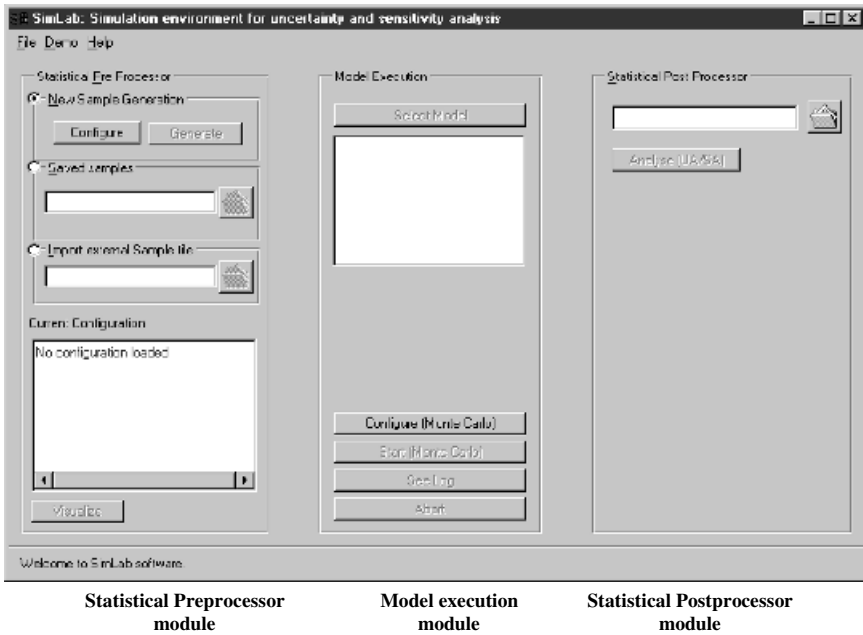 SimLab: Simulation environment for uncertainty and sensitivity analysis
File Demo Help
Statistical Pre Processor
New Sample Generation
Configure
Generate
Saved samples
Import external Sample file
Current Configuration
No configuration loaded
Visualize
Model Execution
Select Model
Configure (Monte Carlo)
Start (Monte Carlo)
See Log
Abort
Statistical Post Processor
Analyse (UA/SA)
Welcome to SimLab software.
Statistical Preprocessor
module
Model execution
module
Statistical Postprocessor
module